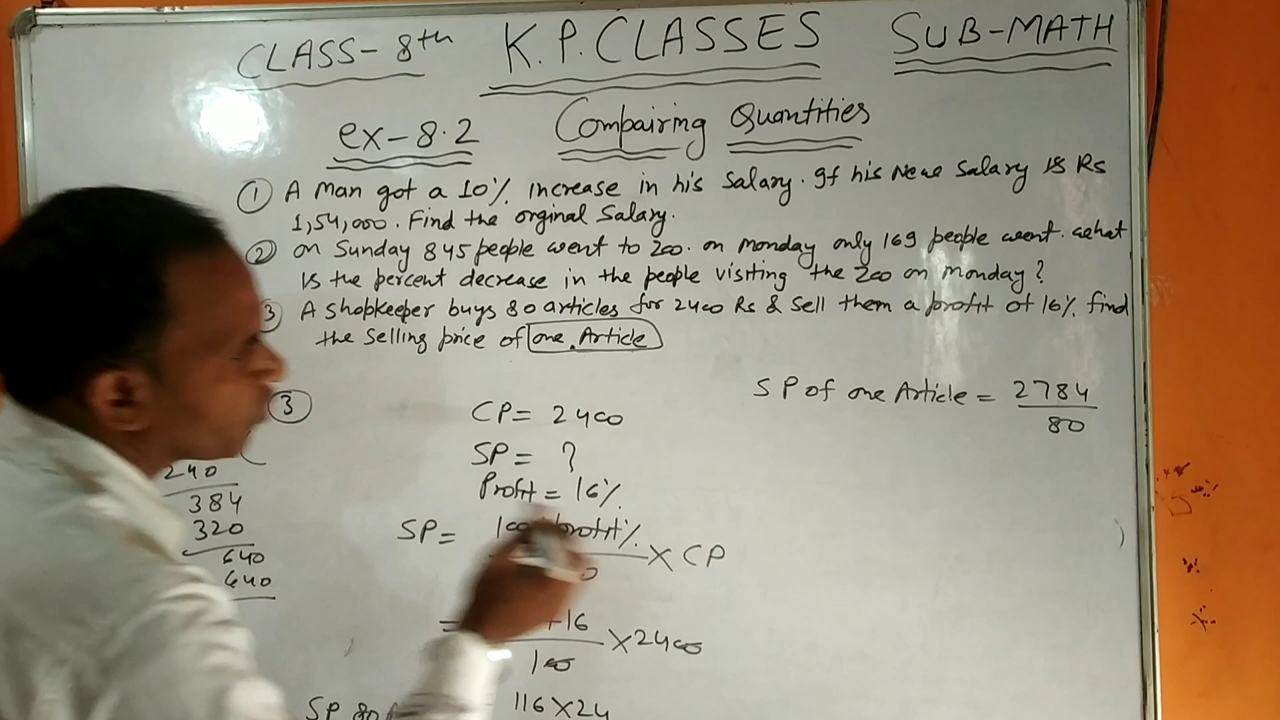 CLASS-8th K.P.CLASSES SUB-MATH
ex-8.2 Compairing Quantities
① A man got a 10% increase in his salary. If his New Salary is Rs
1,54,000. Find the orginal Salary.
② on Sunday 845 people went to zoo. on monday only 169 people went. what
is the percent decrease in the people visiting the zoo on monday?
3 A shopkeeper buys 80 articles for 2400 Rs & sell them a profit of 16%. find
the selling price of one Article
③ CP = 2400
SP = ?
Profit = 16%
SP = profit% × CP
+16
100 × 2400
SP 80
116 × 24
240
384
320
640
640
SP of one Article = 2784
80